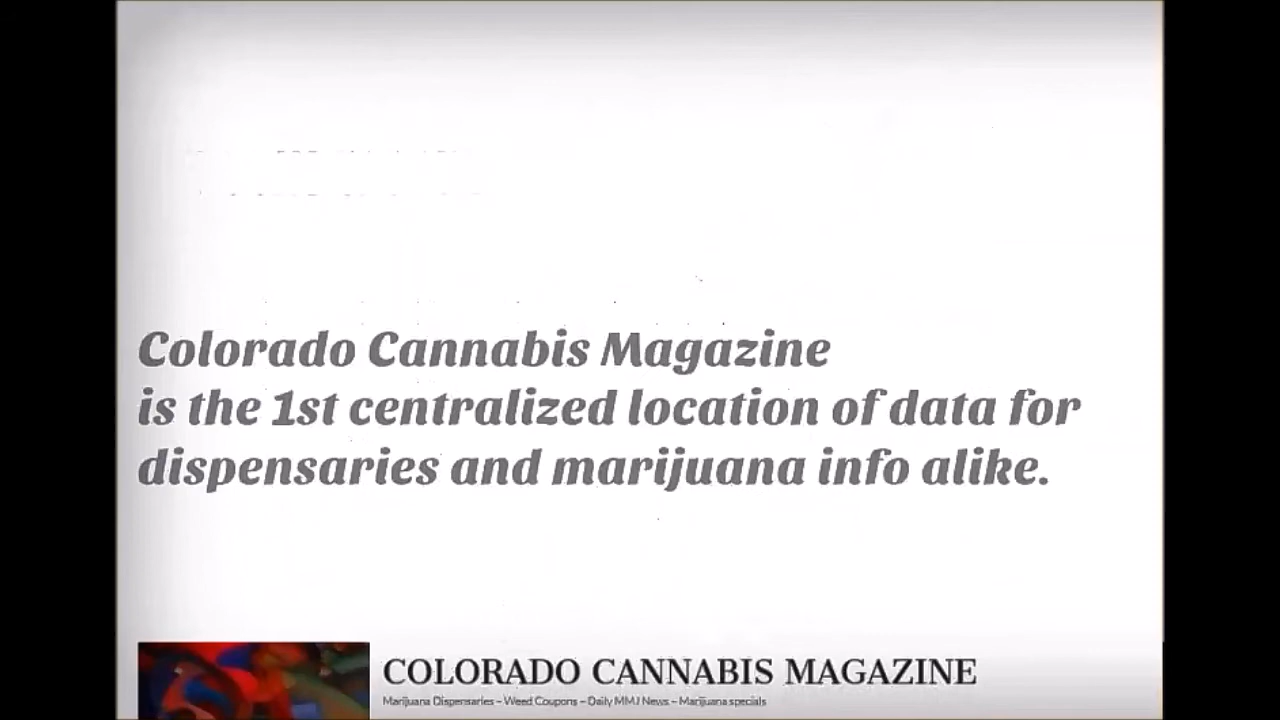 Colorado Cannabis Magazine
is the 1st centralized location of data for
dispensaries and marijuana info alike.
COLORADO CANNABIS MAGAZINE
Marijuana Dispensaries – Weed Coupons – Daily MMJ News – Marijuana specials